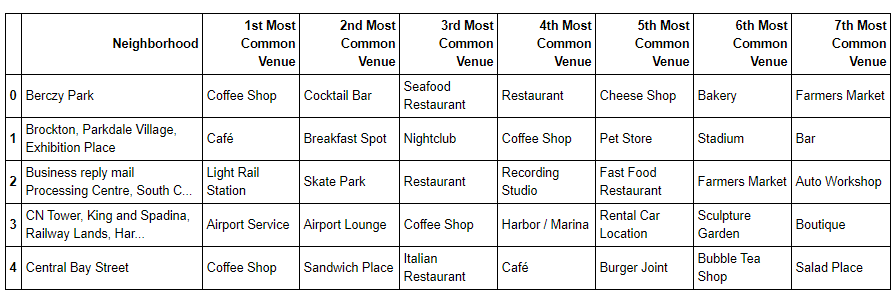 Neighborhood 1st Most Common Venue 2nd Most Common Venue 3rd Most Common Venue 4th Most Common Venue 5th Most Common Venue 6th Most Common Venue 7th Most Common Venue
0 Berczy Park Coffee Shop Cocktail Bar Seafood Restaurant Restaurant Cheese Shop Bakery Farmers Market
1 Brockton, Parkdale Village, Exhibition Place Café Breakfast Spot Nightclub Coffee Shop Pet Store Stadium Bar
2 Business reply mail Processing Centre, South C... Light Rail Station Skate Park Restaurant Recording Studio Fast Food Restaurant Farmers Market Auto Workshop
3 CN Tower, King and Spadina, Railway Lands, Har... Airport Service Airport Lounge Coffee Shop Harbor / Marina Rental Car Location Sculpture Garden Boutique
4 Central Bay Street Coffee Shop Sandwich Place Italian Restaurant Café Burger Joint Bubble Tea Shop Salad Place